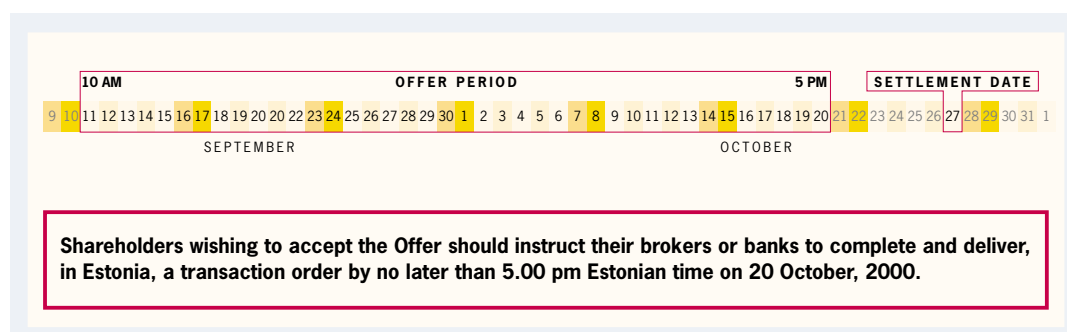 10 AM OFFER PERIOD 5 PM SETTLEMENT DATE
9 10 11 12 13 14 15 16 17 18 19 20 20 22 23 24 25 26 27 28 29 30 1 2 3 4 5 6 7 8 9 10 11 12 13 14 15 16 17 18 19 20 21 22 23 24 25 26 27 28 29 30 31 1
SEPTEMBER OCTOBER
Shareholders wishing to accept the Offer should instruct their brokers or banks to complete and deliver,
in Estonia, a transaction order by no later than 5.00 pm Estonian time on 20 October, 2000.